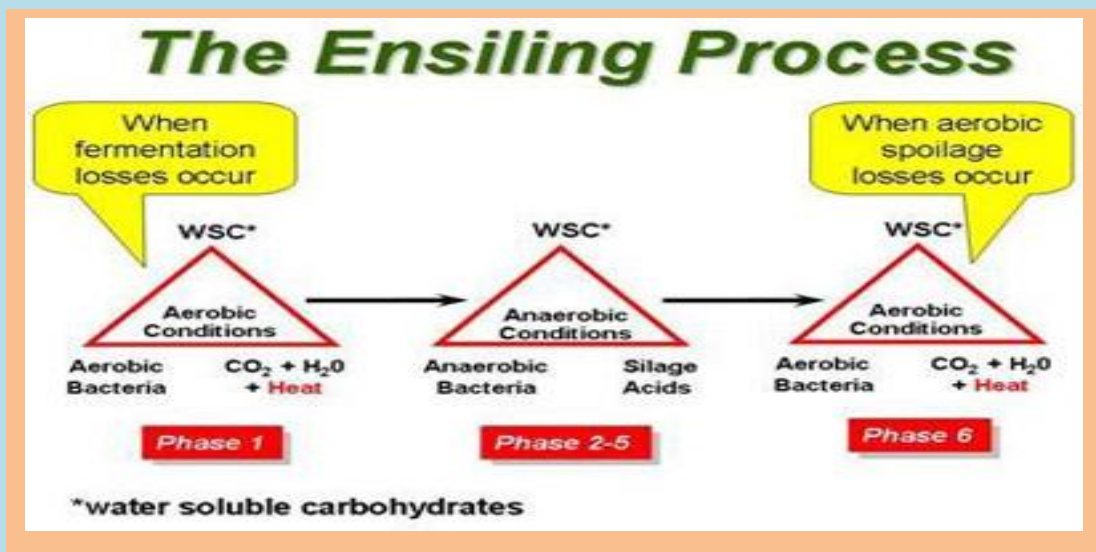 The Ensiling Process
When
fermentation
losses occur
When aerobic
spoilage
losses occur
WSC*
Aerobic
Conditions
Aerobic
Bacteria
CO₂ + H₂0
+ Heat
Phase 1
WSC*
Anaerobic
Conditions
Anaerobic
Bacteria
Silage
Acids
Phase 2-5
WSC*
Aerobic
Conditions
Aerobic
Bacteria
CO₂ + H₂0
+ Heat
Phase 6
*water soluble carbohydrates